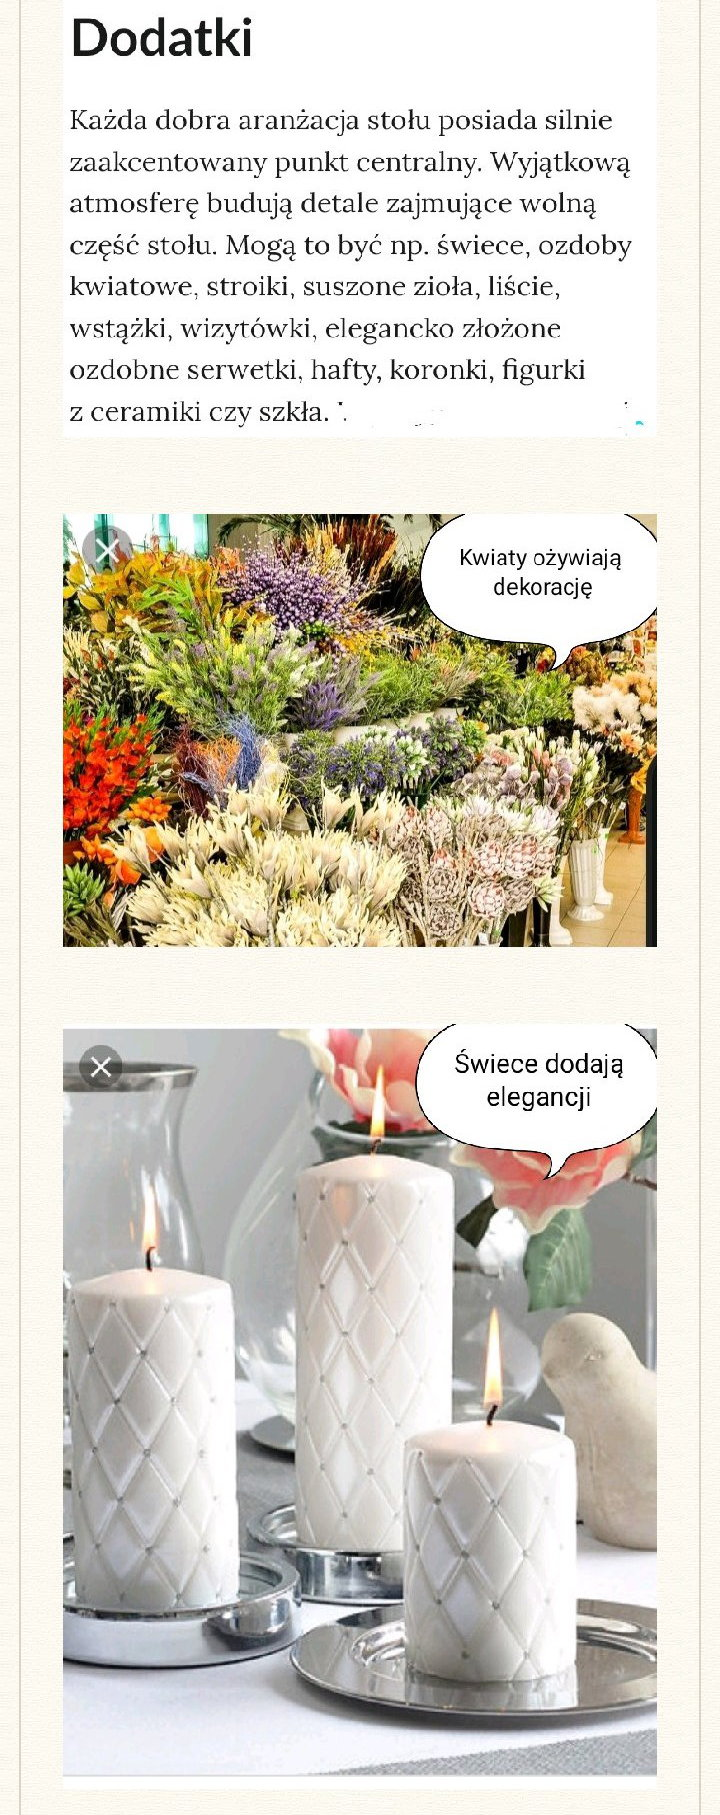 Dodatki
Każda dobra aranżacja stołu posiada silnie
zaakcentowany punkt centralny. Wyjątkową
atmosferę budują detale zajmujące wolną
część stołu. Mogą to być np. świece, ozdoby
kwiatowe, stroiki, suszone zioła, liście,
wstążki, wizytówki, elegancko złożone
ozdobne serwetki, hafty, koronki, figurki
z ceramiki czy szkła.
Kwiaty ożywiają
dekorację
Świece dodają
elegancji